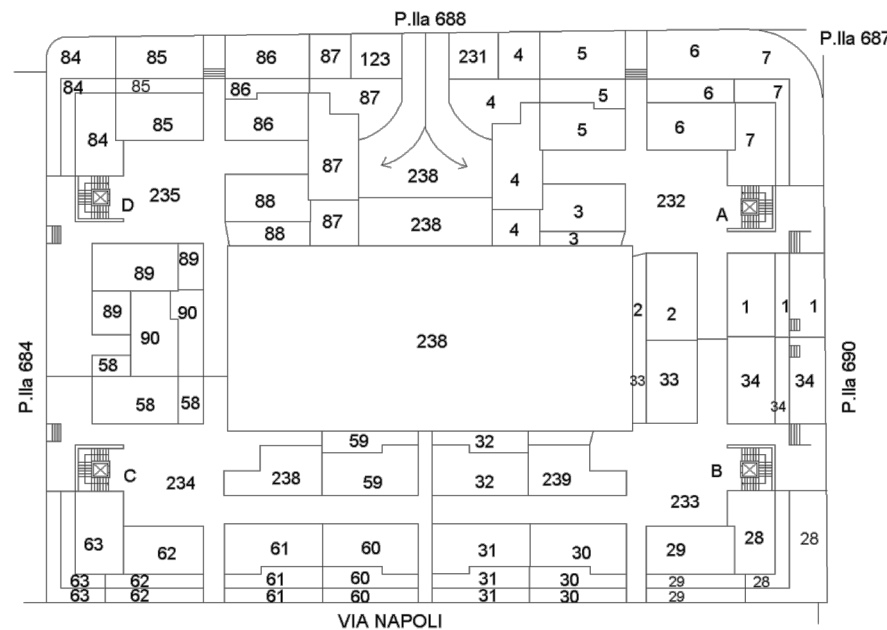 P.lla 688
P.lla 687
84 85 86 87 123 231 4 5 6 7
84 85 86 87 4 5 6 7
84 85 86 87 4 5 6 7
235 88 238 3 232
D A
88 87 238 4 3
89 89
89 90 90 238 2 2 1 1 1
58
P.lla 684 P.lla 690
58 58 33 33 34 34 34
59 32
C 234 238 59 32 239 B
233
63 62 61 60 31 30 29 28 28
63 62 61 60 31 30 29 28
63 62 61 60 31 30 29
VIA NAPOLI